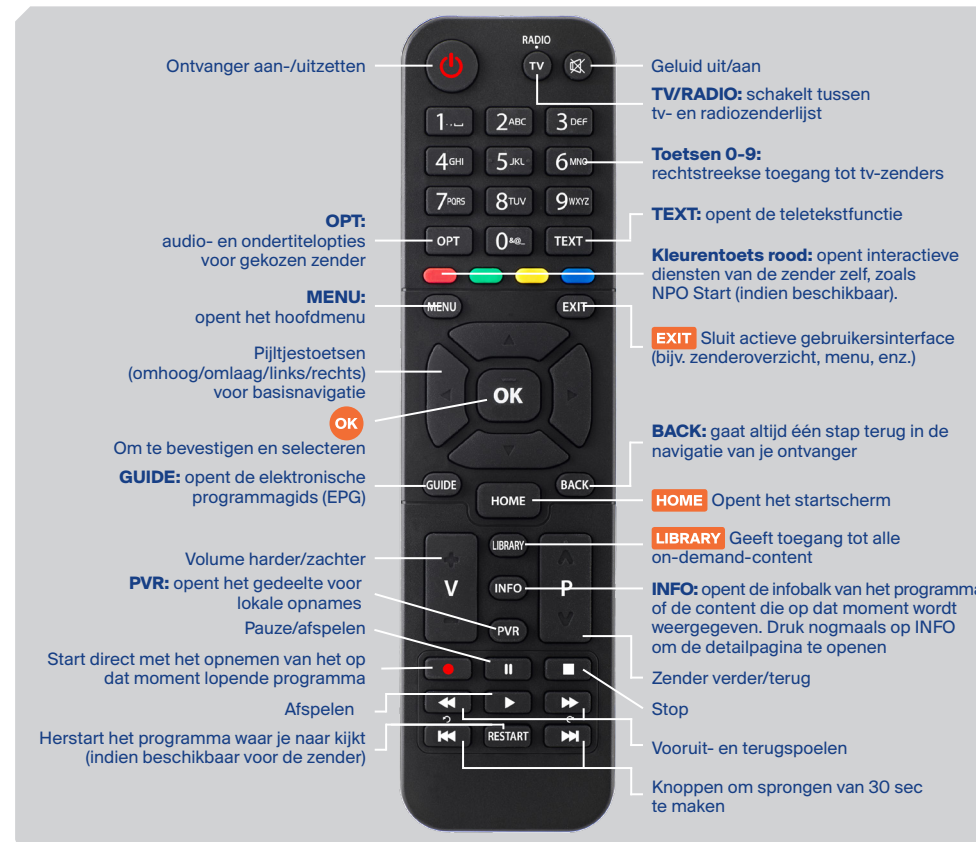 Ontvanger aan-/uitzetten
OPT:
audio- en ondertitelopties
voor gekozen zender
MENU:
opent het hoofdmenu
Pijltjestoetsen
(omhoog/omlaag/links/rechts)
voor basisnavigatie
OK
Om te bevestigen en selecteren
GUIDE: opent de elektronische
programmagids (EPG)
Volume harder/zachter
PVR: opent het gedeelte voor
lokale opnames
Pauze/afspelen
Start direct met het opnemen van het op
dat moment lopende programma
Afspelen
Herstart het programma waar je naar kijkt
(indien beschikbaar voor de zender)
RADIO
TV
1.,⎵ 2ABC 3DEF
4GHI 5JKL 6MNO
7PQRS 8TUV 9WXYZ
OPT 0&@_ TEXT
MENU EXIT
OK
GUIDE BACK
HOME
LIBRARY
V INFO P
PVR
RESTART
Geluid uit/aan
TV/RADIO: schakelt tussen
tv- en radiozenderlijst
Toetsen 0-9:
rechtstreekse toegang tot tv-zenders
TEXT: opent de teletekstfunctie
Kleurentoets rood: opent interactieve
diensten van de zender zelf, zoals
NPO Start (indien beschikbaar).
EXIT Sluit actieve gebruikersinterface
(bijv. zenderoverzicht, menu, enz.)
BACK: gaat altijd één stap terug in de
navigatie van je ontvanger
HOME Opent het startscherm
LIBRARY Geeft toegang tot alle
on-demand-content
INFO: opent de infobalk van het programma
of de content die op dat moment wordt
weergegeven. Druk nogmaals op INFO
om de detailpagina te openen
Zender verder/terug
Stop
Vooruit- en terugspoelen
Knoppen om sprongen van 30 sec
te maken